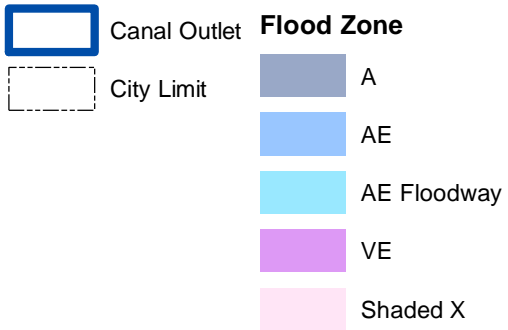 Canal Outlet
City Limit
Flood Zone
A
AE
AE Floodway
VE
Shaded X